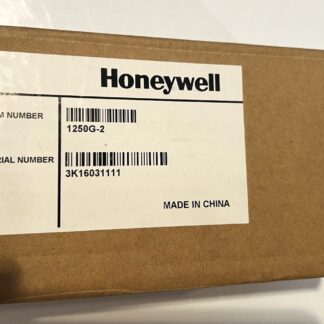 Honeywell
M NUMBER
1250G-2
RIAL NUMBER
3K16031111
MADE IN CHINA